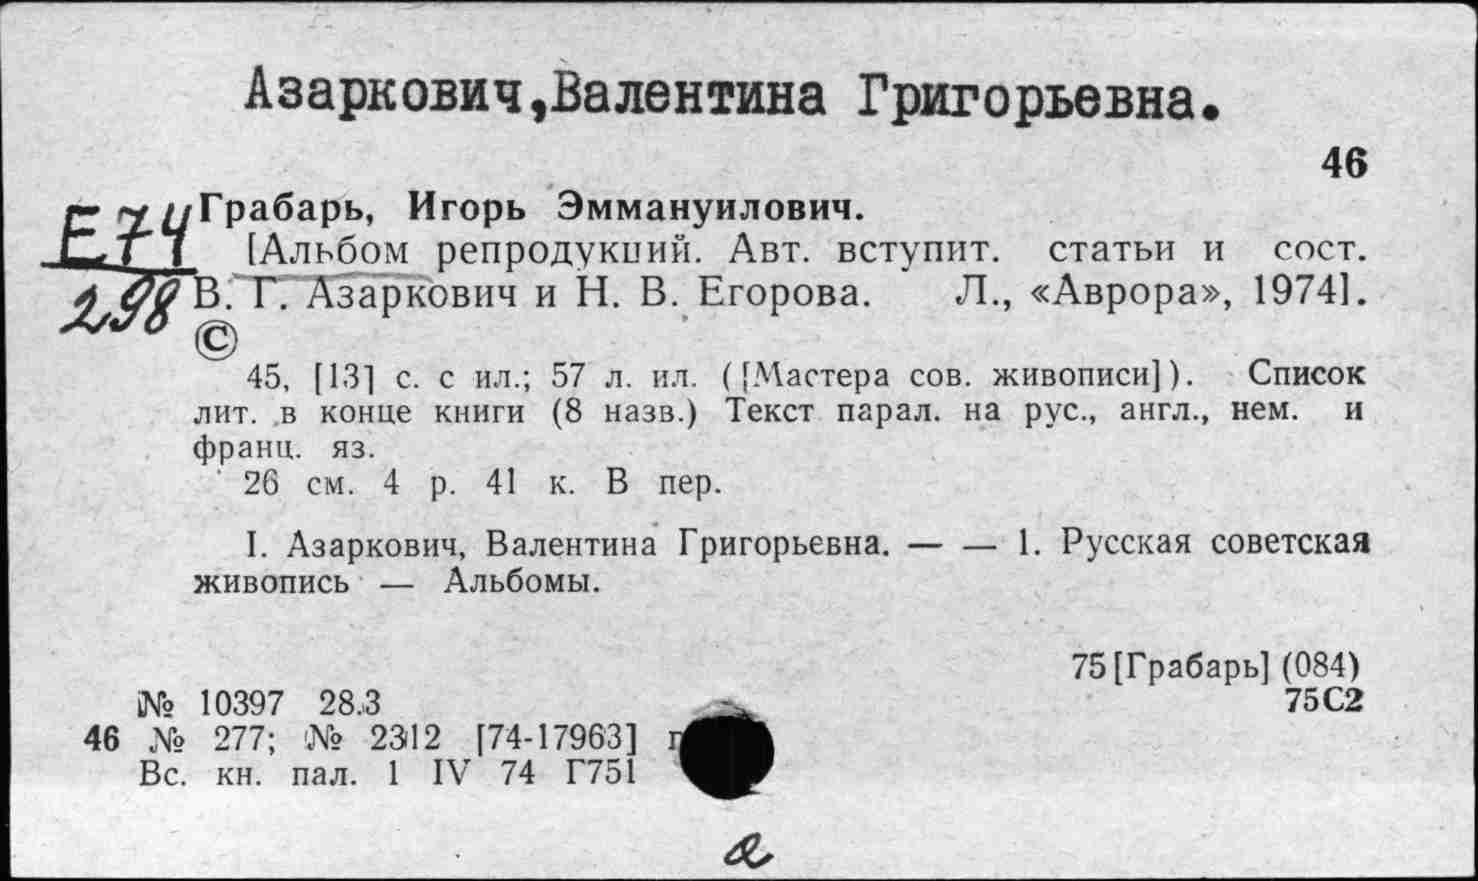 Азаркович,Валентина Григорьевна.
46
Е74
298
Грабарь, Игорь Эммануилович.
[Альбом репродукций. Авт. вступит. статьи и сост.
В. Г. Азаркович и Н. В. Егорова. Л., «Аврора», 1974].
©
45, [13] с. с ил.; 57 л. ил. ([Мастера сов. живописи]). Список
лит. в конце книги (8 назв.) Текст парал. на рус., англ., нем. и
франц. яз.
26 см. 4 р. 41 к. В пер.
I. Азаркович, Валентина Григорьевна. — — 1. Русская советская
живопись — Альбомы.
75[Грабарь] (084)
75С2
№ 10397 28.3
46 № 277; № 2312 [74-17963]
Вс. кн. пал. 1 IV 74 Г751